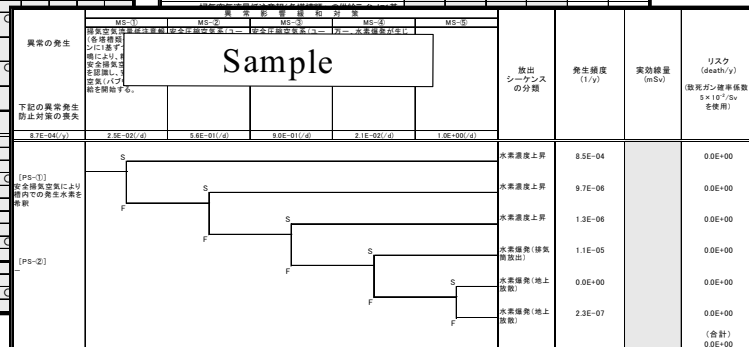 異 常 影 響 緩 和 対 策
MS-①
MS-②
MS-③
MS-④
MS-⑤
異常の発生
Sample
下記の異常発生
防止対策の喪失
を認識し、
給を開始する。
放出
シーケンス
の分類
発生頻度
(1/y)
実効線量
(mSv)
リスク
(death/y)
(致死ガン確率係数
5×10⁻²/Sv
を使用)
8.7E-04(/y)
2.5E-02(/d)
5.6E-01(/d)
9.0E-01(/d)
2.1E-02(/d)
1.0E+00(/d)
[PS-①]
安全掃気空気により
槽内での発生水素を
希釈
[PS-②]
－
S
F
S
F
S
F
S
F
S
F
水素濃度上昇 8.5E-04 0.0E+00
水素濃度上昇 9.7E-06 0.0E+00
水素濃度上昇 1.3E-06 0.0E+00
水素爆発(排気
筒放出) 1.1E-05 0.0E+00
水素爆発(地上
放散) 0.0E+00 0.0E+00
水素爆発(地上
放散) 2.3E-07 0.0E+00
(合計)
0.0E+00